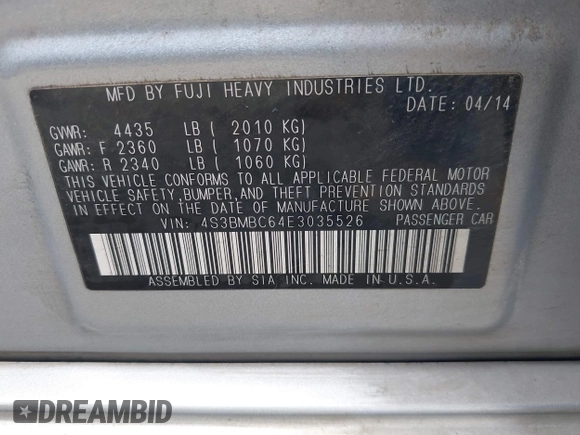 MFD BY FUJI HEAVY INDUSTRIES LTD.
DATE: 04/14
GVWR: 4435 LB ( 2010 KG)
GAWR: F 2360 LB ( 1070 KG)
GAWR: R 2340 LB ( 1060 KG)
THIS VEHICLE CONFORMS TO ALL APPLICABLE FEDERAL MOTOR
VEHICLE SAFETY,BUMPER,AND THEFT PREVENTION STANDARDS
IN EFFECT ON THE DATE OF MANUFACTURE SHOWN ABOVE.
VIN: 4S3BMBC64E3035526 PASSENGER CAR
ASSEMBLED BY SIA INC. MADE IN U.S.A.
DREAMBID